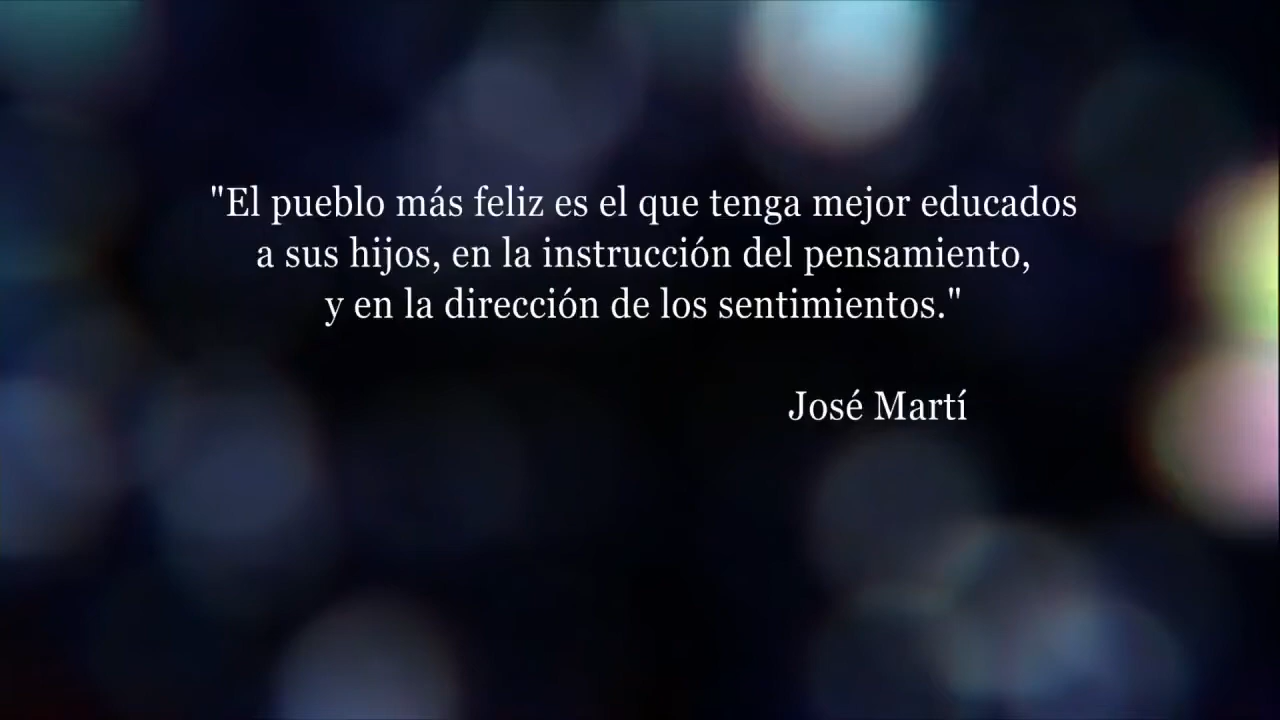 "El pueblo más feliz es el que tenga mejor educados
a sus hijos, en la instrucción del pensamiento,
y en la dirección de los sentimientos."
José Martí